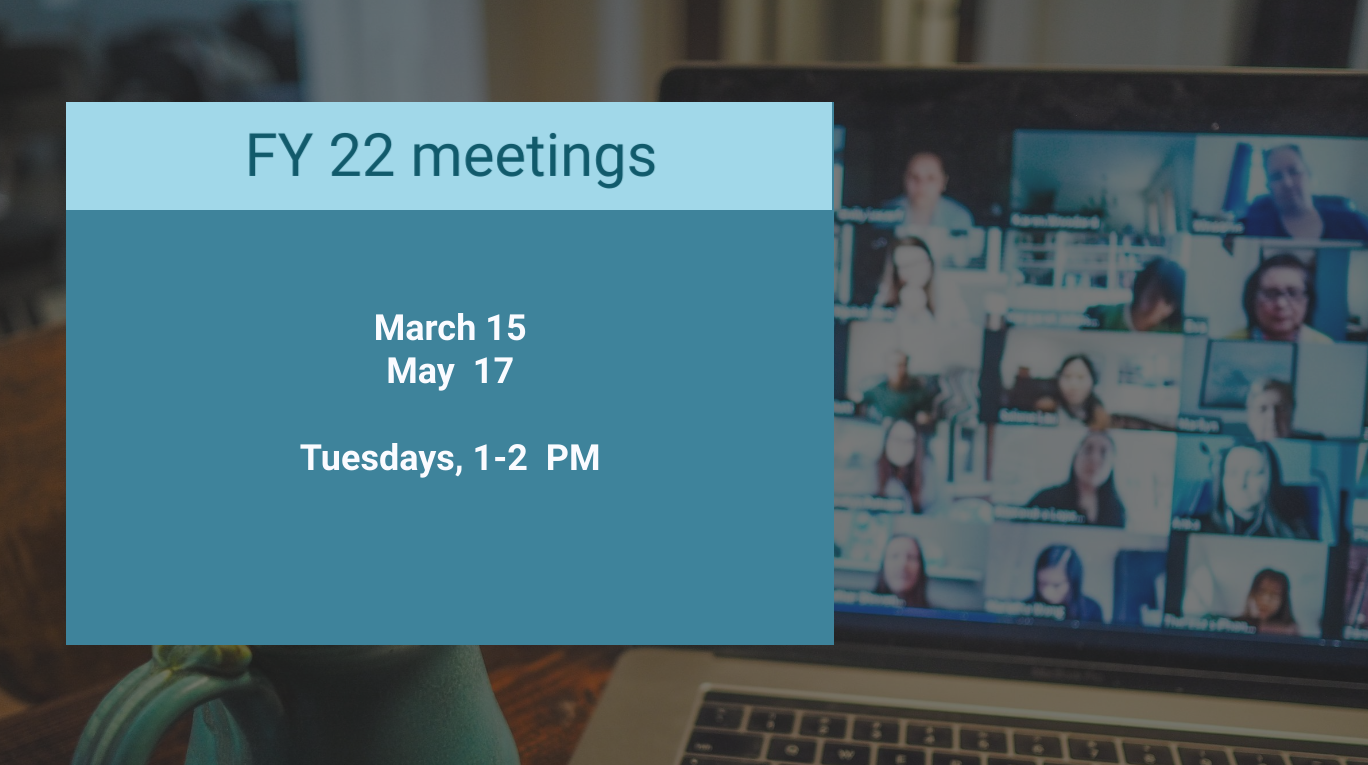 FY 22 meetings
March 15
May 17
Tuesdays, 1-2 PM